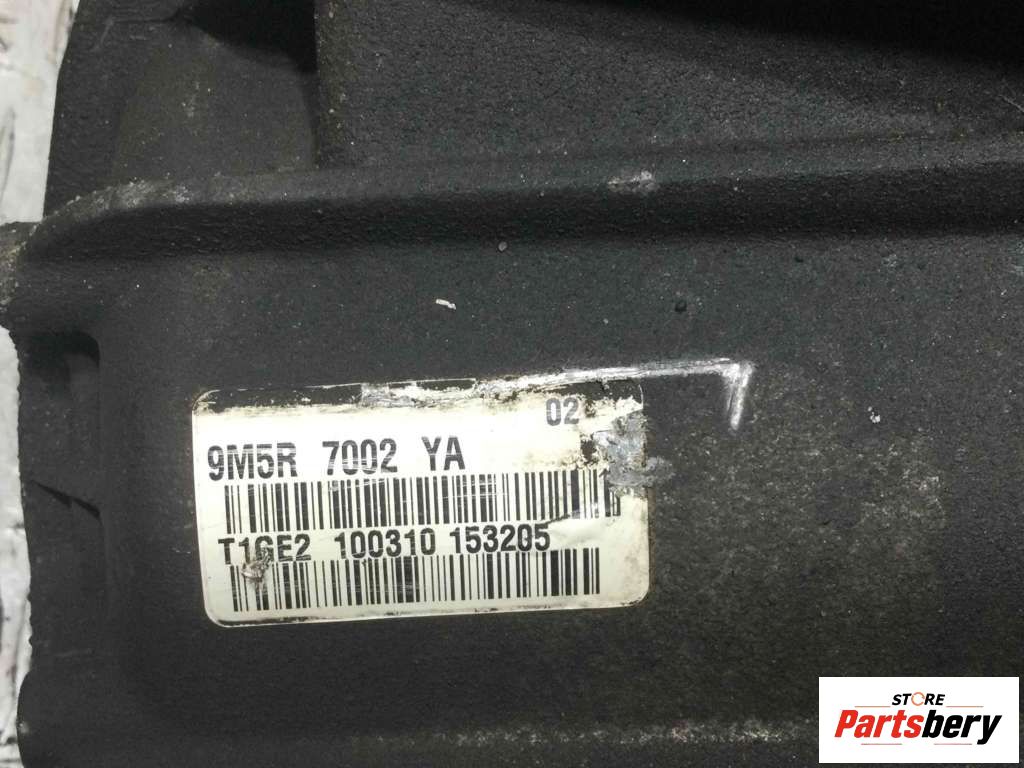 02
9M5R 7002 YA
T1GE2 100310 153205
STORE
Partsbery